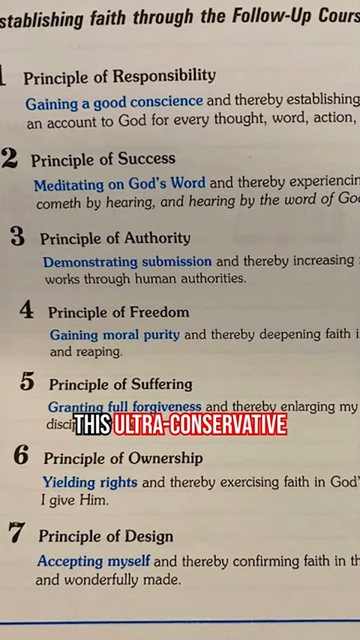 stablishing faith through the Follow-Up Cours
1 Principle of Responsibility
Gaining a good conscience and thereby establishing
an account to God for every thought, word, action,
2 Principle of Success
Meditating on God's Word and thereby experiencin
cometh by hearing, and hearing by the word of Go
3 Principle of Authority
Demonstrating submission and thereby increasing
works through human authorities.
4 Principle of Freedom
Gaining moral purity and thereby deepening faith i
and reaping.
5 Principle of Suffering
Granting full forgiveness and thereby enlarging my
disci
THIS ULTRA-CONSERVATIVE
6 Principle of Ownership
Yielding rights and thereby exercising faith in God'
I give Him.
7 Principle of Design
Accepting myself and thereby confirming faith in th
and wonderfully made.